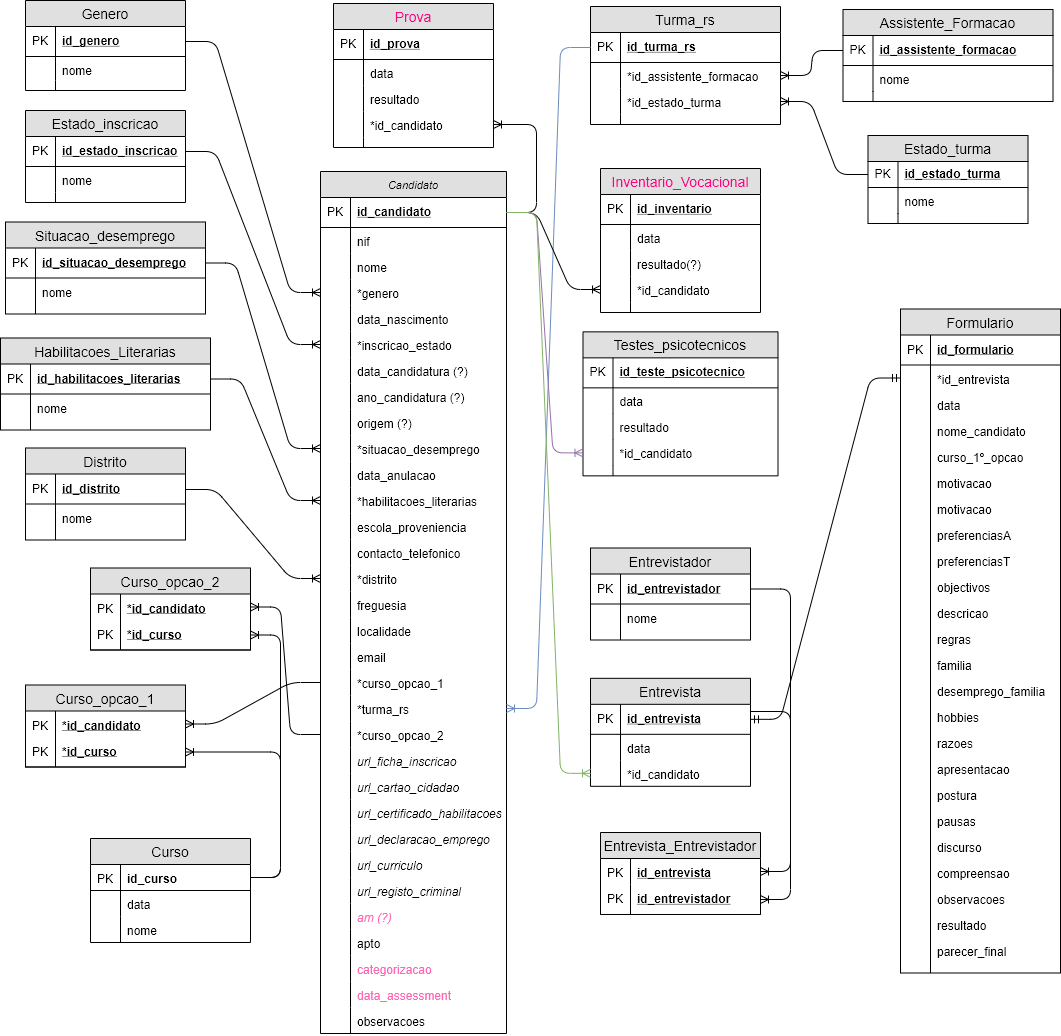 Genero
PK id_genero
nome
Estado_inscricao
PK id_estado_inscricao
nome
Situacao_desemprego
PK id_situacao_desemprego
nome
Habilitacoes_Literarias
PK id_habilitacoes_literarias
nome
Distrito
PK id_distrito
nome
Curso_opcao_2
PK *id_candidato
PK *id_curso
Curso_opcao_1
PK *id_candidato
PK *id_curso
Curso
PK id_curso
data
nome
Prova
PK id_prova
data
resultado
*id_candidato
Candidato
PK id_candidato
nif
nome
*genero
data_nascimento
*inscricao_estado
data_candidatura (?)
ano_candidatura (?)
origem (?)
*situacao_desemprego
data_anulacao
*habilitacoes_literarias
escola_proveniencia
contacto_telefonico
*distrito
freguesia
localidade
email
*curso_opcao_1
*turma_rs
*curso_opcao_2
url_ficha_inscricao
url_cartao_cidadao
url_certificado_habilitacoes
url_declaracao_emprego
url_curriculo
url_registo_criminal
am (?)
apto
categorizacao
data_assessment
observacoes
Turma_rs
PK id_turma_rs
*id_assistente_formacao
*id_estado_turma
Inventario_Vocacional
PK id_inventario
data
resultado(?)
*id_candidato
Testes_psicotecnicos
PK id_teste_psicotecnico
data
resultado
*id_candidato
Entrevistador
PK id_entrevistador
nome
Entrevista
PK id_entrevista
data
*id_candidato
Entrevista_Entrevistador
PK id_entrevista
PK id_entrevistador
Assistente_Formacao
PK id_assistente_formacao
nome
Estado_turma
PK id_estado_turma
nome
Formulario
PK id_formulario
*id_entrevista
data
nome_candidato
curso_1º_opcao
motivacao
motivacao
preferenciasA
preferenciasT
objectivos
descricao
regras
familia
desemprego_familia
hobbies
razoes
apresentacao
postura
pausas
discurso
compreensao
observacoes
resultado
parecer_final